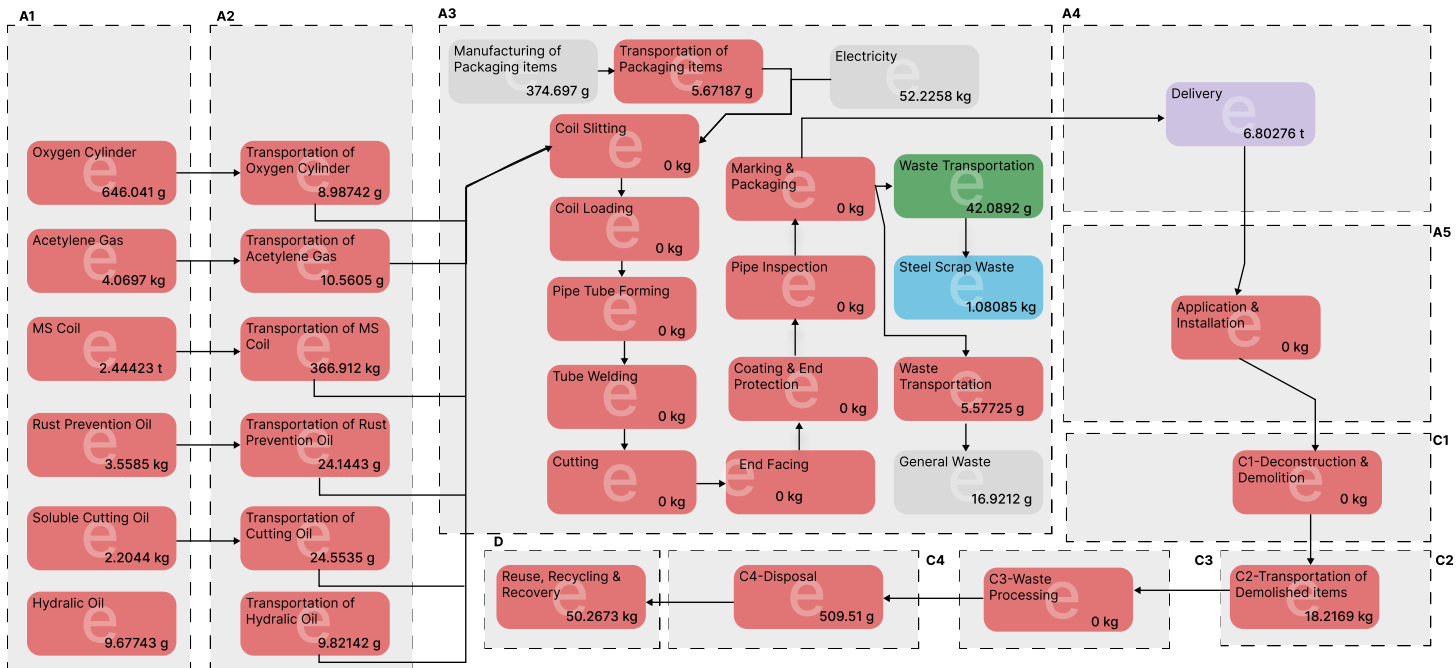 A1
Oxygen Cylinder
646.041 g
Acetylene Gas
4.0697 kg
MS Coil
2.44423 t
Rust Prevention Oil
3.5585 kg
Soluble Cutting Oil
2.2044 kg
Hydralic Oil
9.67743 g
A2
Transportation of
Oxygen Cylinder
8.98742 g
Transportation of
Acetylene Gas
10.5605 g
Transportation of MS
Coil
366.912 kg
Transportation of Rust
Prevention Oil
24.1443 g
Transportation of
Cutting Oil
24.5535 g
Transportation of
Hydralic Oil
9.82142 g
A3
Manufacturing of
Packaging items
374.697 g
Transportation of
Packaging items
5.67187 g
Electricity
52.2258 kg
Coil Slitting
0 kg
Coil Loading
0 kg
Pipe Tube Forming
0 kg
Tube Welding
0 kg
Cutting
0 kg
End Facing
0 kg
Coating & End
Protection
0 kg
Pipe Inspection
0 kg
Marking &
Packaging
0 kg
Waste Transportation
42.0892 g
Steel Scrap Waste
1.08085 kg
Waste
Transportation
5.57725 g
General Waste
16.9212 g
A4
Delivery
6.80276 t
A5
Application &
Installation
0 kg
C1
C1-Deconstruction &
Demolition
0 kg
C2
C2-Transportation of
Demolished items
18.2169 kg
C3
C3-Waste
Processing
0 kg
C4
C4-Disposal
509.51 g
D
Reuse, Recycling &
Recovery
50.2673 kg